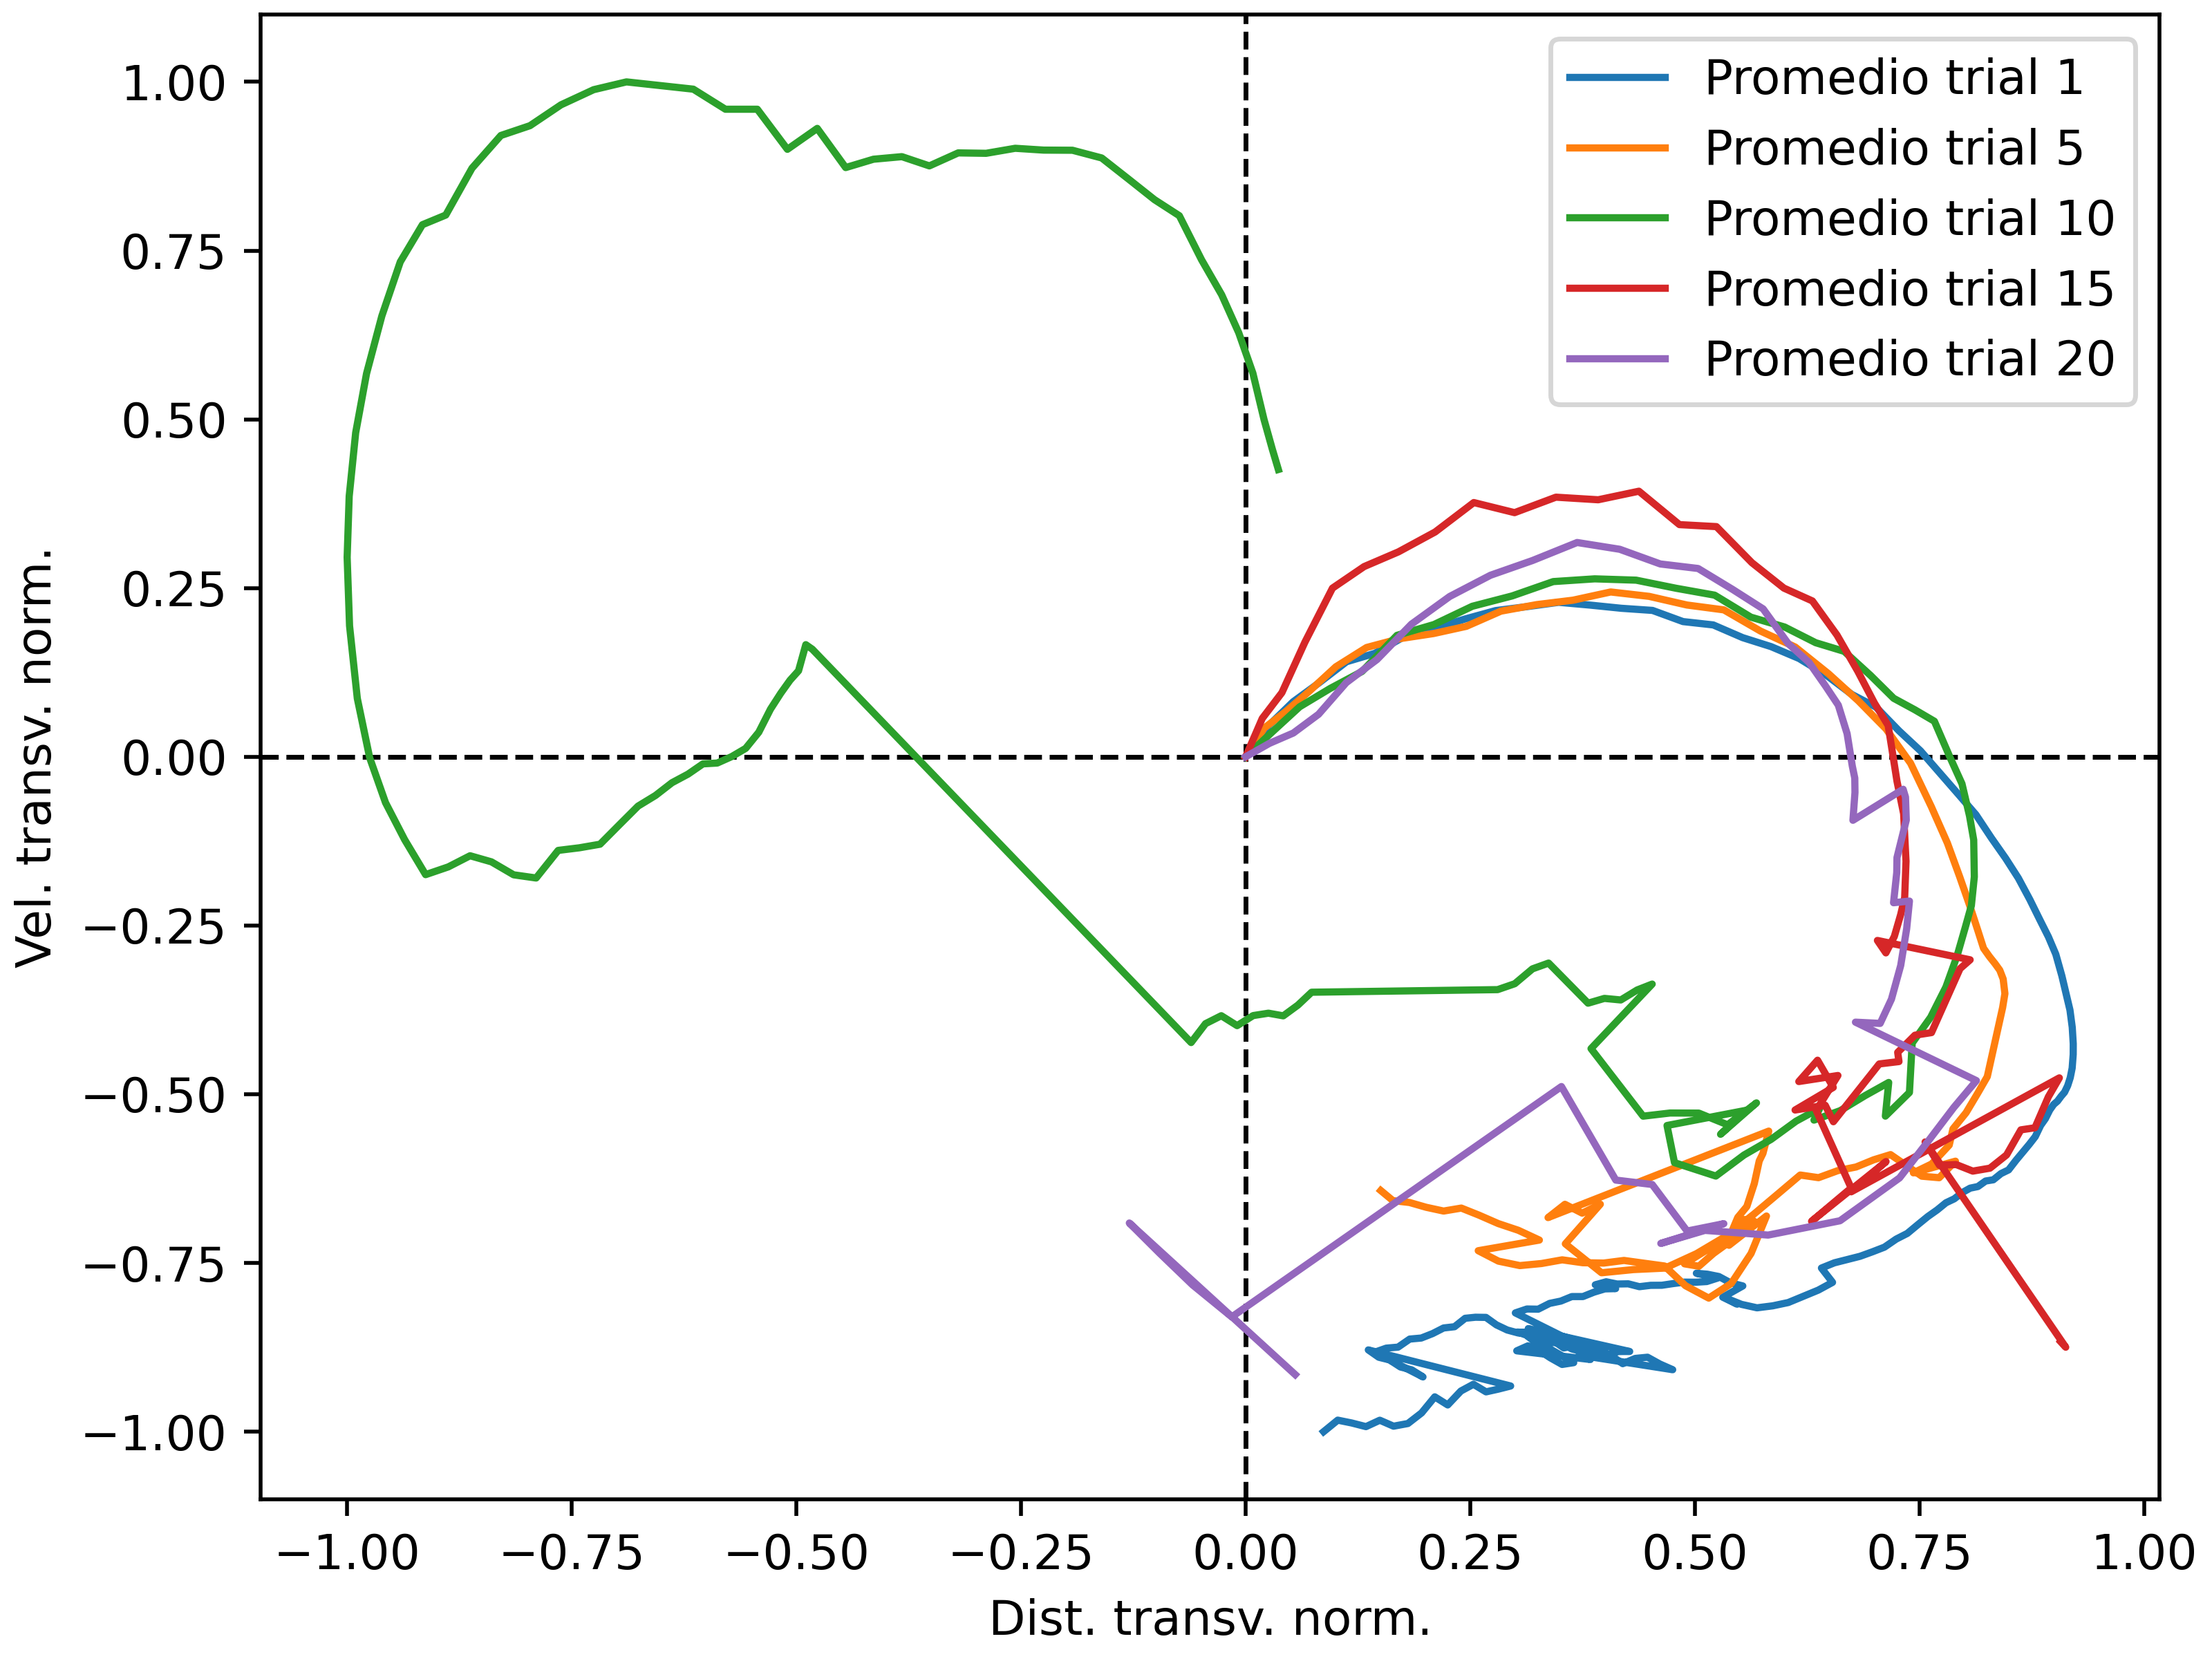 Promedio trial 1
Promedio trial 5
Promedio trial 10
Promedio trial 15
Promedio trial 20
Vel. transv. norm.
1.00
0.75
0.50
0.25
0.00
−0.25
−0.50
−0.75
−1.00
−1.00 −0.75 −0.50 −0.25 0.00 0.25 0.50 0.75 1.00
Dist. transv. norm.